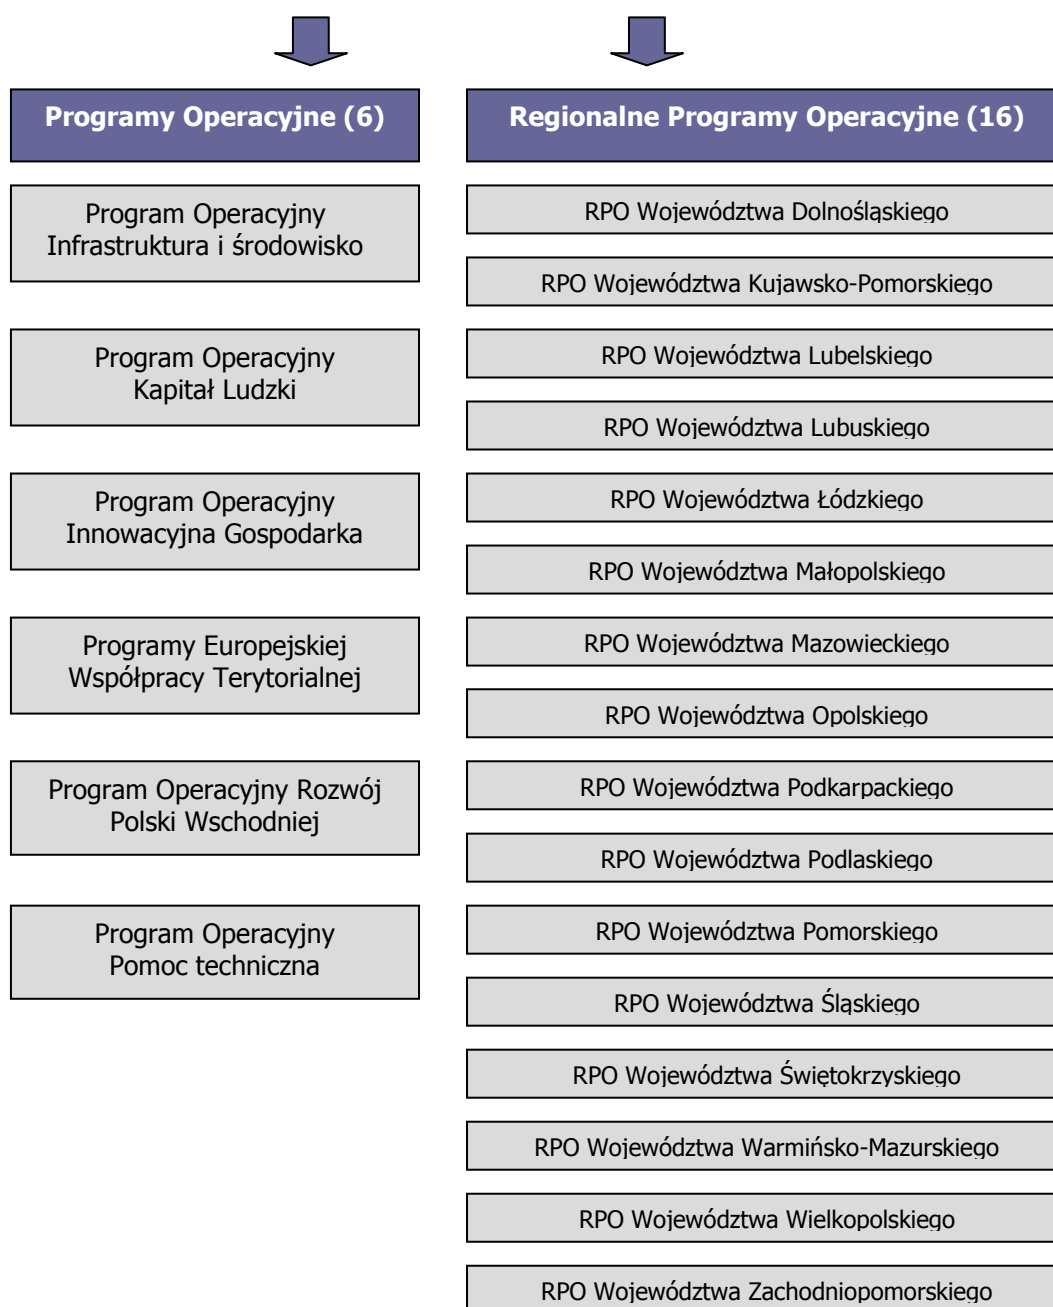 Programy Operacyjne (6)
Program Operacyjny
Infrastruktura i środowisko
Program Operacyjny
Kapitał Ludzki
Program Operacyjny
Innowacyjna Gospodarka
Programy Europejskiej
Współpracy Terytorialnej
Program Operacyjny Rozwój
Polski Wschodniej
Program Operacyjny
Pomoc techniczna
Regionalne Programy Operacyjne (16)
RPO Województwa Dolnośląskiego
RPO Województwa Kujawsko-Pomorskiego
RPO Województwa Lubelskiego
RPO Województwa Lubuskiego
RPO Województwa Łódzkiego
RPO Województwa Małopolskiego
RPO Województwa Mazowieckiego
RPO Województwa Opolskiego
RPO Województwa Podkarpackiego
RPO Województwa Podlaskiego
RPO Województwa Pomorskiego
RPO Województwa Śląskiego
RPO Województwa Świętokrzyskiego
RPO Województwa Warmińsko-Mazurskiego
RPO Województwa Wielkopolskiego
RPO Województwa Zachodniopomorskiego